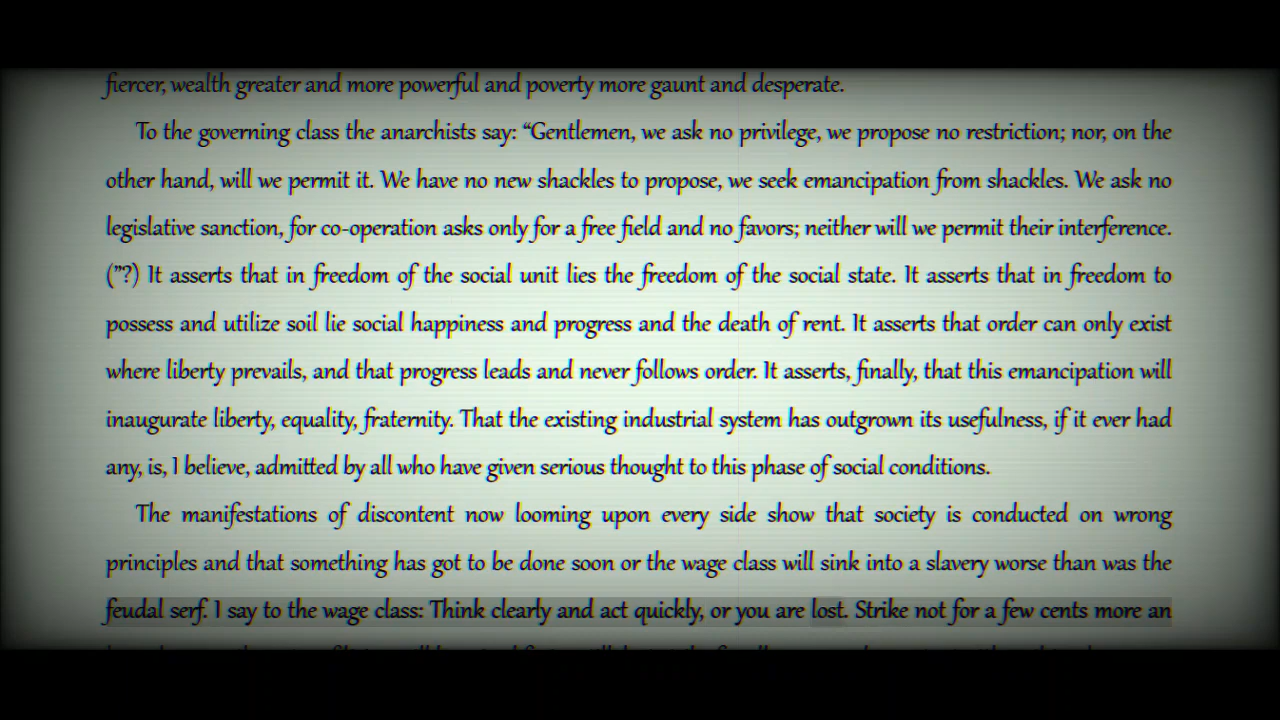 fiercer, wealth greater and more powerful and poverty more gaunt and desperate.
To the governing class the anarchists say: “Gentlemen, we ask no privilege, we propose no restriction; nor, on the
other hand, will we permit it. We have no new shackles to propose, we seek emancipation from shackles. We ask no
legislative sanction, for co-operation asks only for a free field and no favors; neither will we permit their interference.
(”?) It asserts that in freedom of the social unit lies the freedom of the social state. It asserts that in freedom to
possess and utilize soil lie social happiness and progress and the death of rent. It asserts that order can only exist
where liberty prevails, and that progress leads and never follows order. It asserts, finally, that this emancipation will
inaugurate liberty, equality, fraternity. That the existing industrial system has outgrown its usefulness, if it ever had
any, is, I believe, admitted by all who have given serious thought to this phase of social conditions.
The manifestations of discontent now looming upon every side show that society is conducted on wrong
principles and that something has got to be done soon or the wage class will sink into a slavery worse than was the
feudal serf. I say to the wage class: Think clearly and act quickly, or you are lost. Strike not for a few cents more an